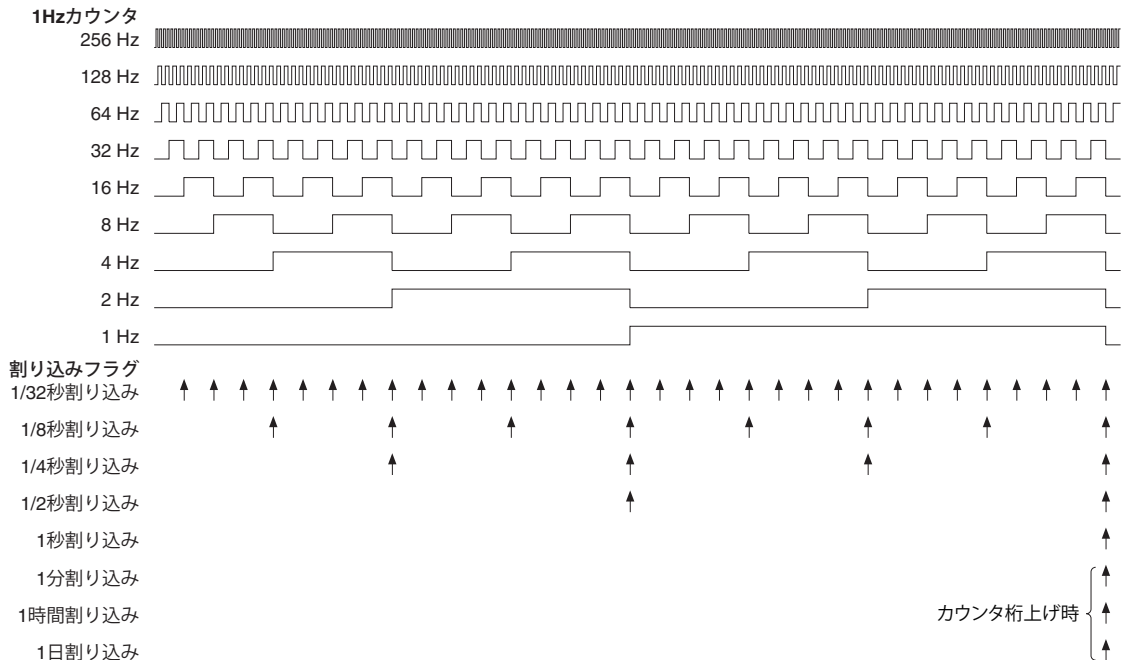 1Hzカウンタ
256 Hz
128 Hz
64 Hz
32 Hz
16 Hz
8 Hz
4 Hz
2 Hz
1 Hz
割り込みフラグ
1/32秒割り込み
1/8秒割り込み
1/4秒割り込み
1/2秒割り込み
1秒割り込み
1分割り込み
1時間割り込み
カウンタ桁上げ時
1日割り込み